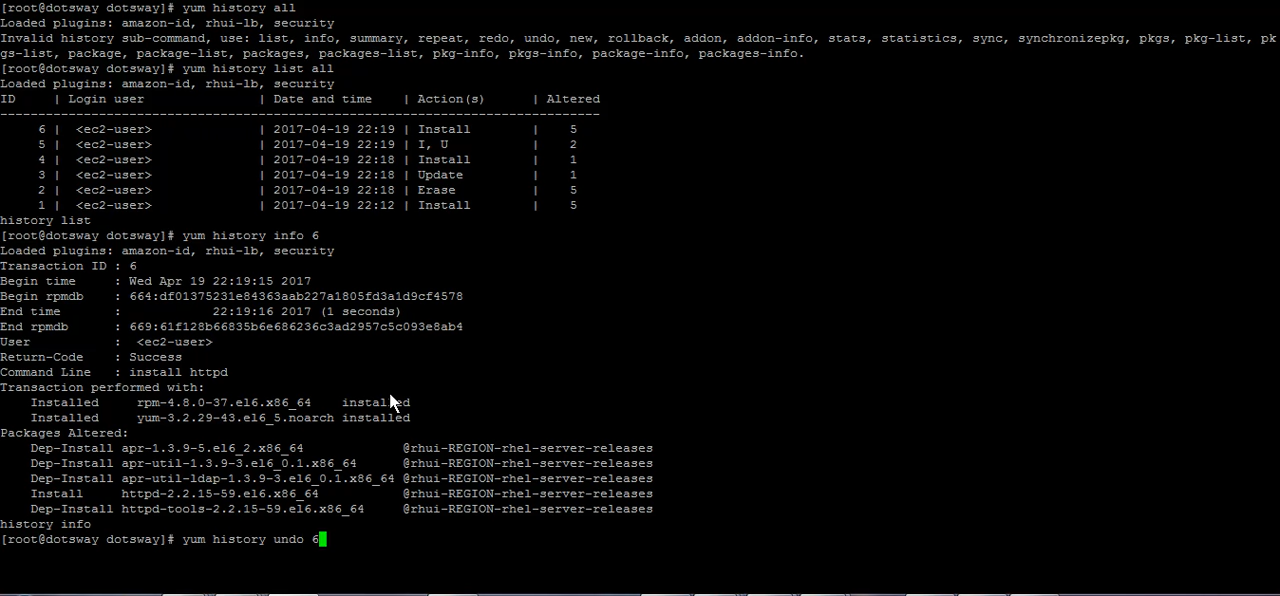 [root@dotsway dotsway]# yum history all
Loaded plugins: amazon-id, rhui-lb, security
Invalid history sub-command, use: list, info, summary, repeat, redo, undo, new, rollback, addon, addon-info, stats, statistics, sync, synchronizepkg, pkgs, pkg-list, pk
gs-list, package, package-list, packages, packages-list, pkg-info, pkgs-info, package-info, packages-info.
[root@dotsway dotsway]# yum history list all
Loaded plugins: amazon-id, rhui-lb, security
ID     | Login user               | Date and time    | Action(s)      | Altered
-------------------------------------------------------------------------------
     6 |  <ec2-user>              | 2017-04-19 22:19 | Install        |    5
     5 |  <ec2-user>              | 2017-04-19 22:19 | I, U           |    2
     4 |  <ec2-user>              | 2017-04-19 22:18 | Install        |    1
     3 |  <ec2-user>              | 2017-04-19 22:18 | Update         |    1
     2 |  <ec2-user>              | 2017-04-19 22:18 | Erase          |    5
     1 |  <ec2-user>              | 2017-04-19 22:12 | Install        |    5
history list
[root@dotsway dotsway]# yum history info 6
Loaded plugins: amazon-id, rhui-lb, security
Transaction ID : 6
Begin time     : Wed Apr 19 22:19:15 2017
Begin rpmdb    : 664:df01375231e84363aab227a1805fd3a1d9cf4578
End time       :            22:19:16 2017 (1 seconds)
End rpmdb      : 669:61f128b66835b6e686236c3ad2957c5c093e8ab4
User           :  <ec2-user>
Return-Code    : Success
Command Line   : install httpd
Transaction performed with:
    Installed     rpm-4.8.0-37.el6.x86_64    installed
    Installed     yum-3.2.29-43.el6_5.noarch installed
Packages Altered:
    Dep-Install apr-1.3.9-5.el6_2.x86_64             @rhui-REGION-rhel-server-releases
    Dep-Install apr-util-1.3.9-3.el6_0.1.x86_64      @rhui-REGION-rhel-server-releases
    Dep-Install apr-util-ldap-1.3.9-3.el6_0.1.x86_64 @rhui-REGION-rhel-server-releases
    Install     httpd-2.2.15-59.el6.x86_64           @rhui-REGION-rhel-server-releases
    Dep-Install httpd-tools-2.2.15-59.el6.x86_64     @rhui-REGION-rhel-server-releases
history info
[root@dotsway dotsway]# yum history undo 6